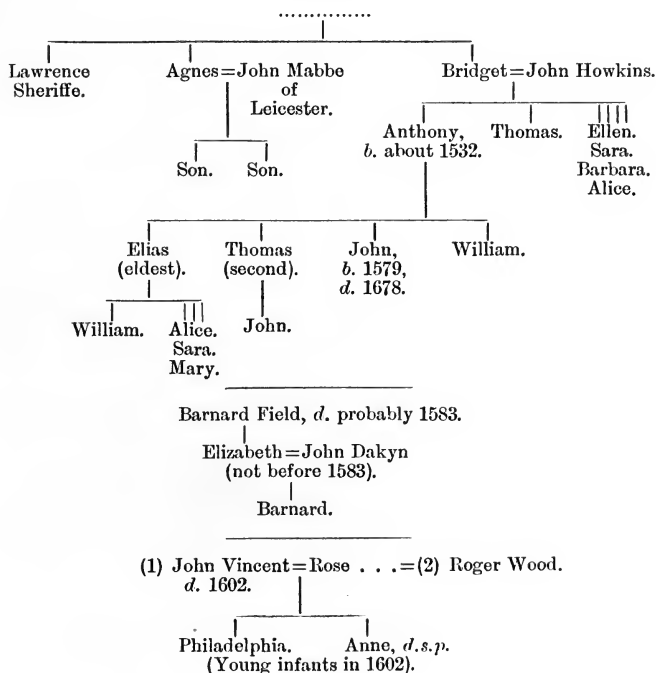 ...............
Lawrence Agnes=John Mabbe Bridget=John Howkins.
Sheriffe. of
Leicester.
Anthony, Thomas. Ellen.
b. about 1532. Sara.
Son. Son. Barbara.
Alice.
Elias Thomas John, William.
(eldest). (second). b. 1579,
d. 1678.
William. Alice. John.
Sara.
Mary.
Barnard Field, d. probably 1583.
Elizabeth=John Dakyn
(not before 1583).
Barnard.
(1) John Vincent=Rose . . .=(2) Roger Wood.
d. 1602.
Philadelphia. Anne, d.s.p.
(Young infants in 1602).